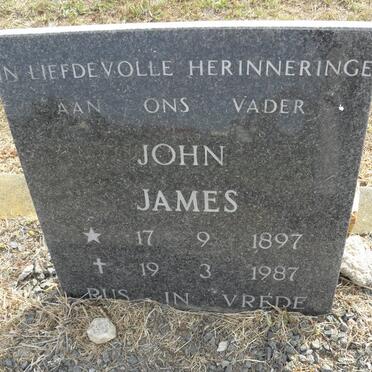 IN LIEFDEVOLLE HERINNERINGE
AAN ONS VADER
JOHN
JAMES
★ 17 9 1897
✝ 19 3 1987
RUS IN VREDE